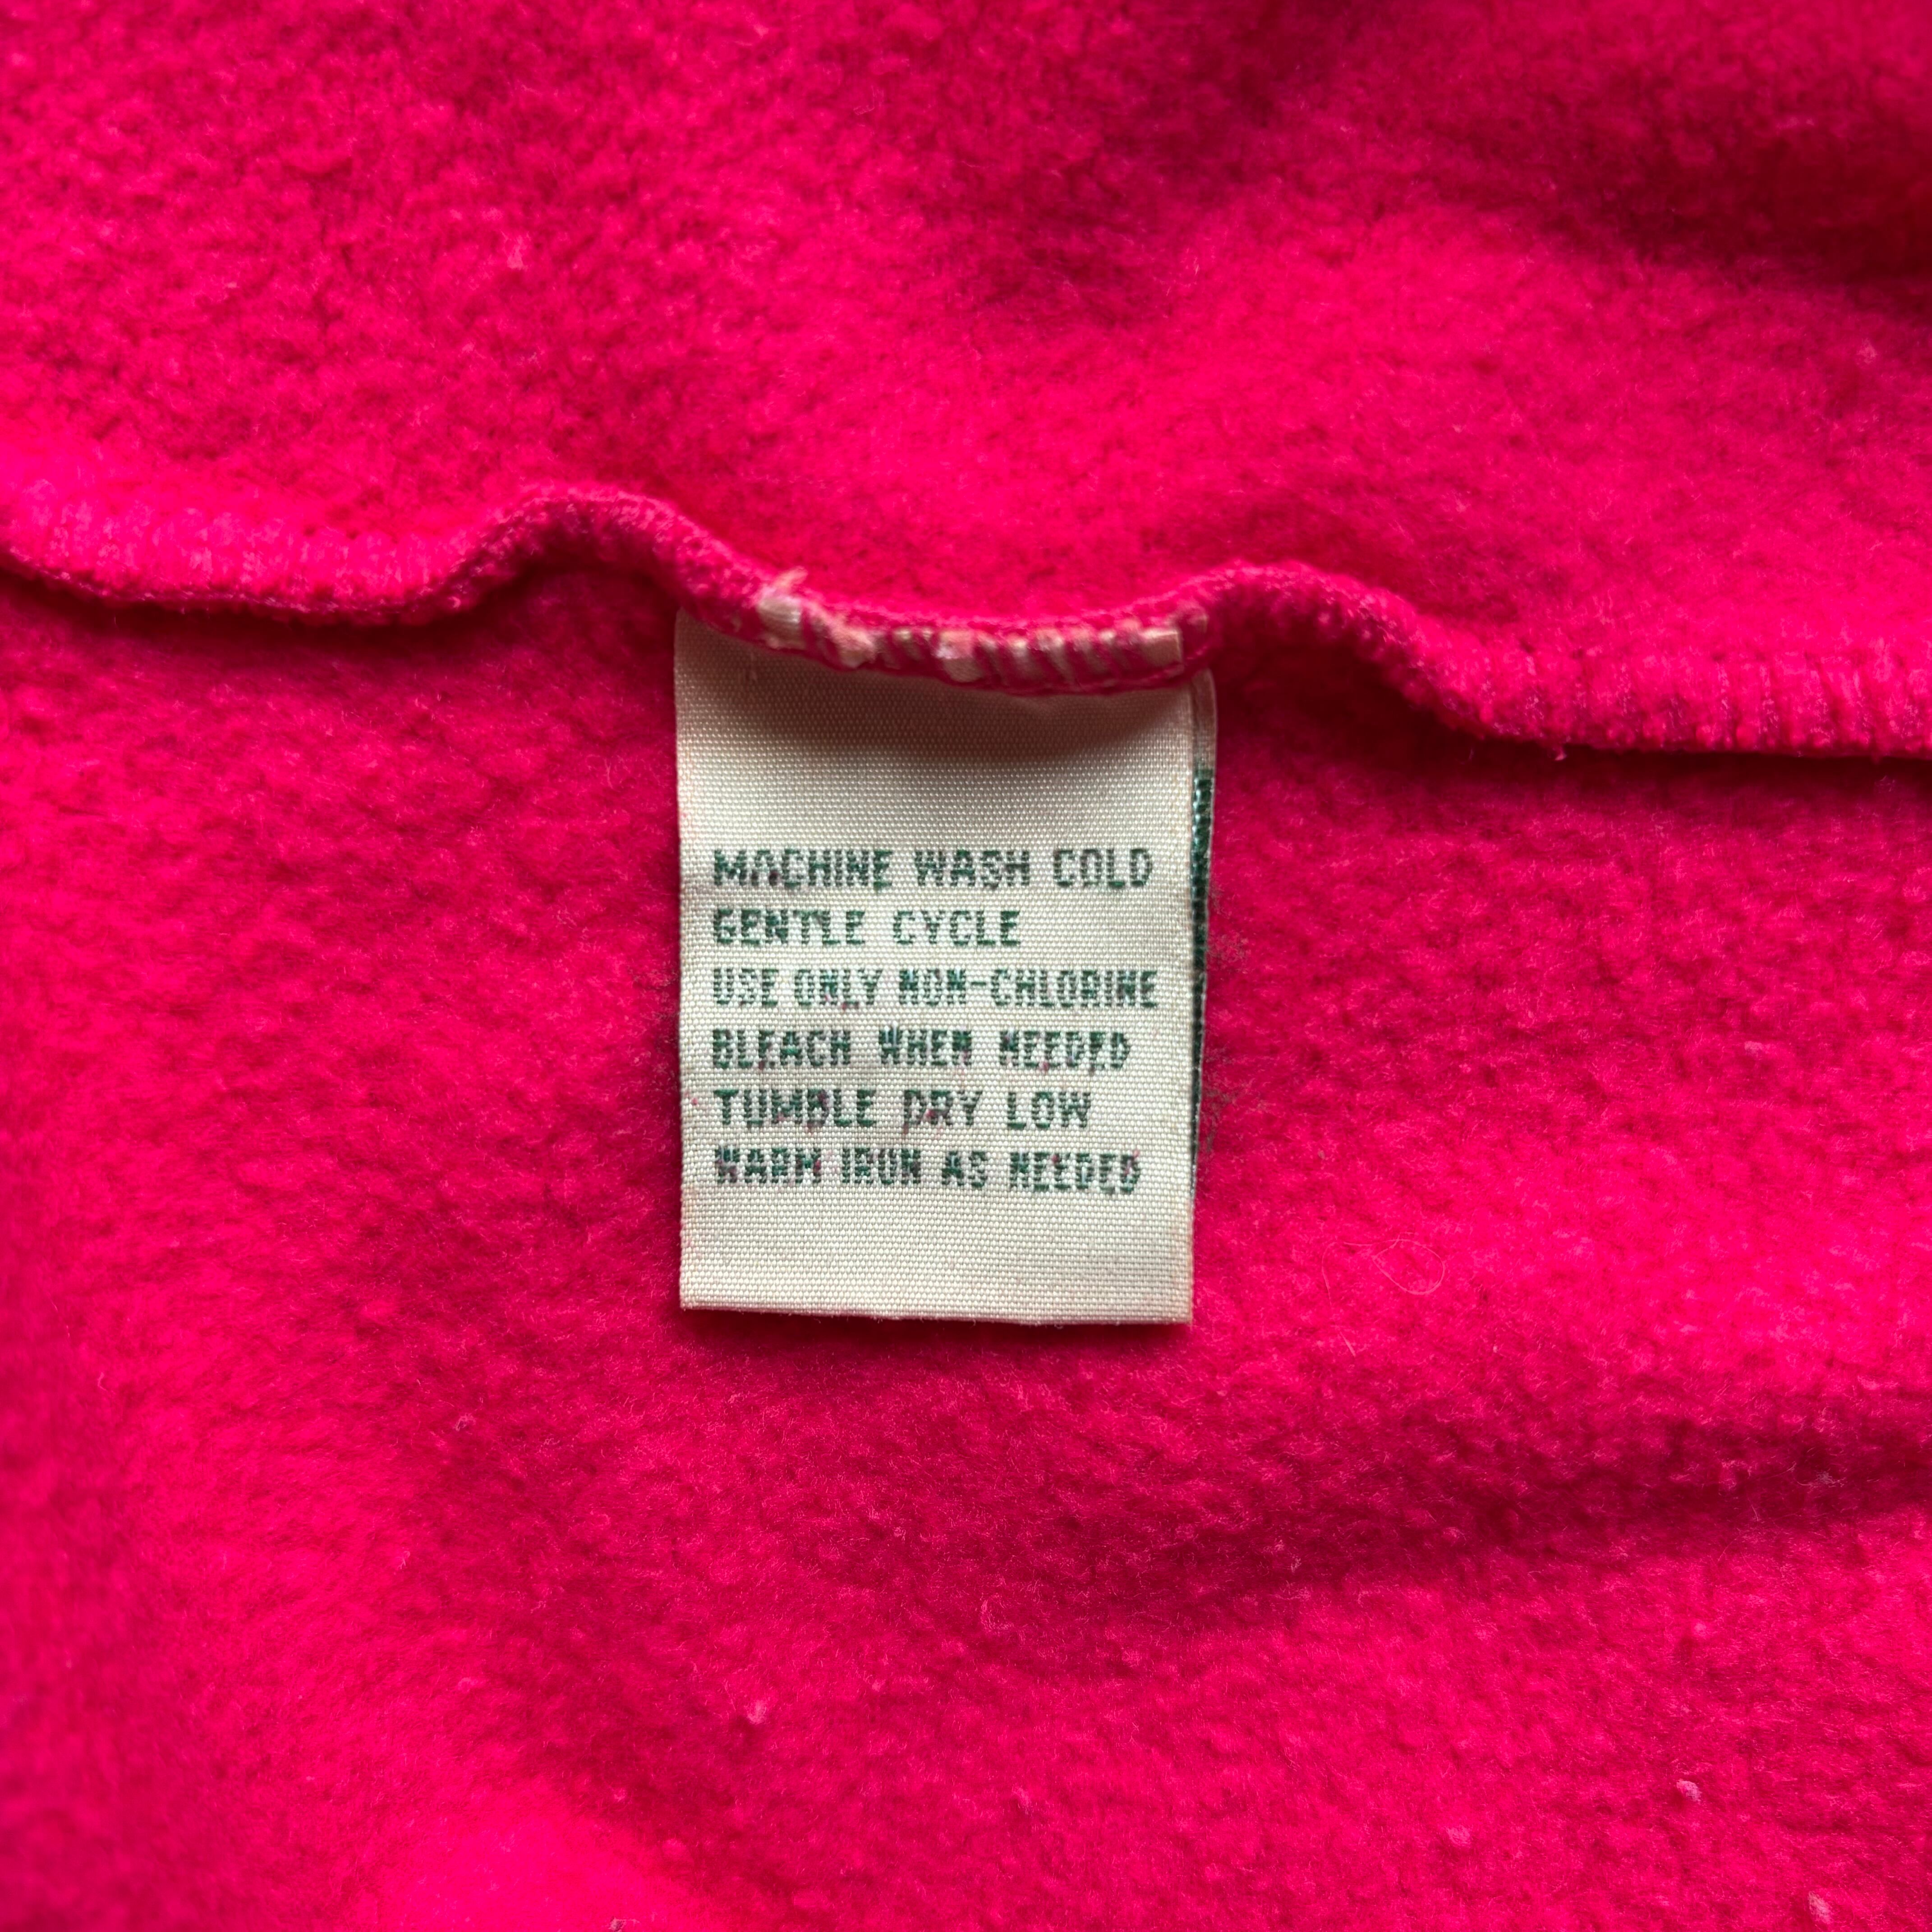 MACHINE WASH COLD
GENTLE CYCLE
USE ONLY NON-CHLORINE
BLEACH WHEN NEEDED
TUMBLE DRY LOW
WARM IRON AS NEEDED